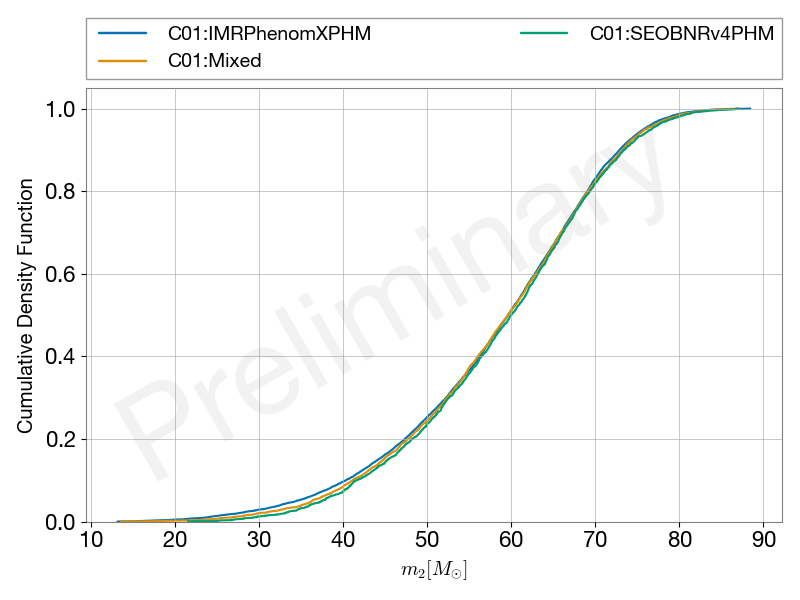 C01:IMRPhenomXPHM
C01:Mixed
C01:SEOBNRv4PHM
Preliminary
Cumulative Density Function
1.0
0.8
0.6
0.4
0.2
0.0
10 20 30 40 50 60 70 80 90
m₂[M☉]